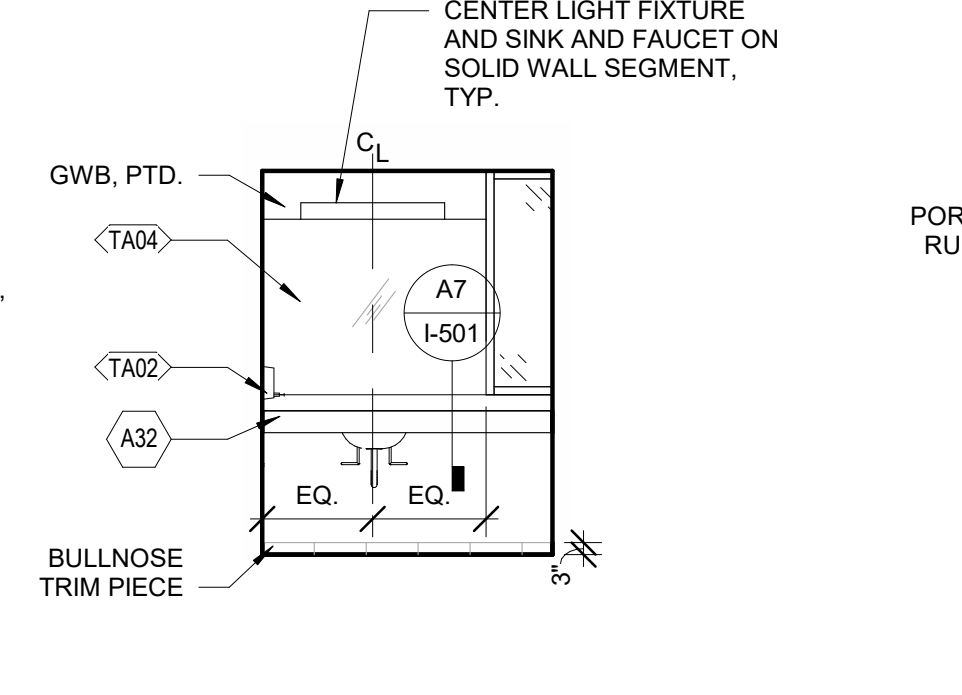 CENTER LIGHT FIXTURE
AND SINK AND FAUCET ON
SOLID WALL SEGMENT,
TYP.
CL
GWB, PTD.
TA04
POR
RU
,
A7
I-501
TA02
A32
EQ.
EQ.
BULLNOSE
TRIM PIECE
3"